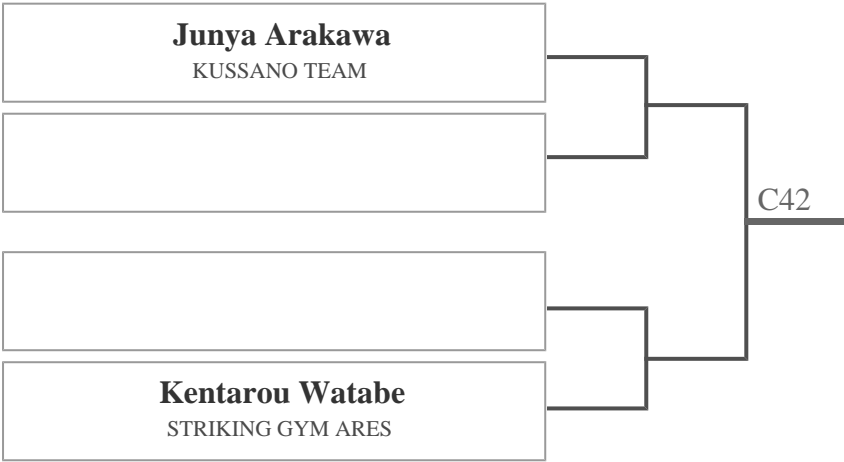 Junya Arakawa
KUSSANO TEAM
C42
Kentarou Watabe
STRIKING GYM ARES